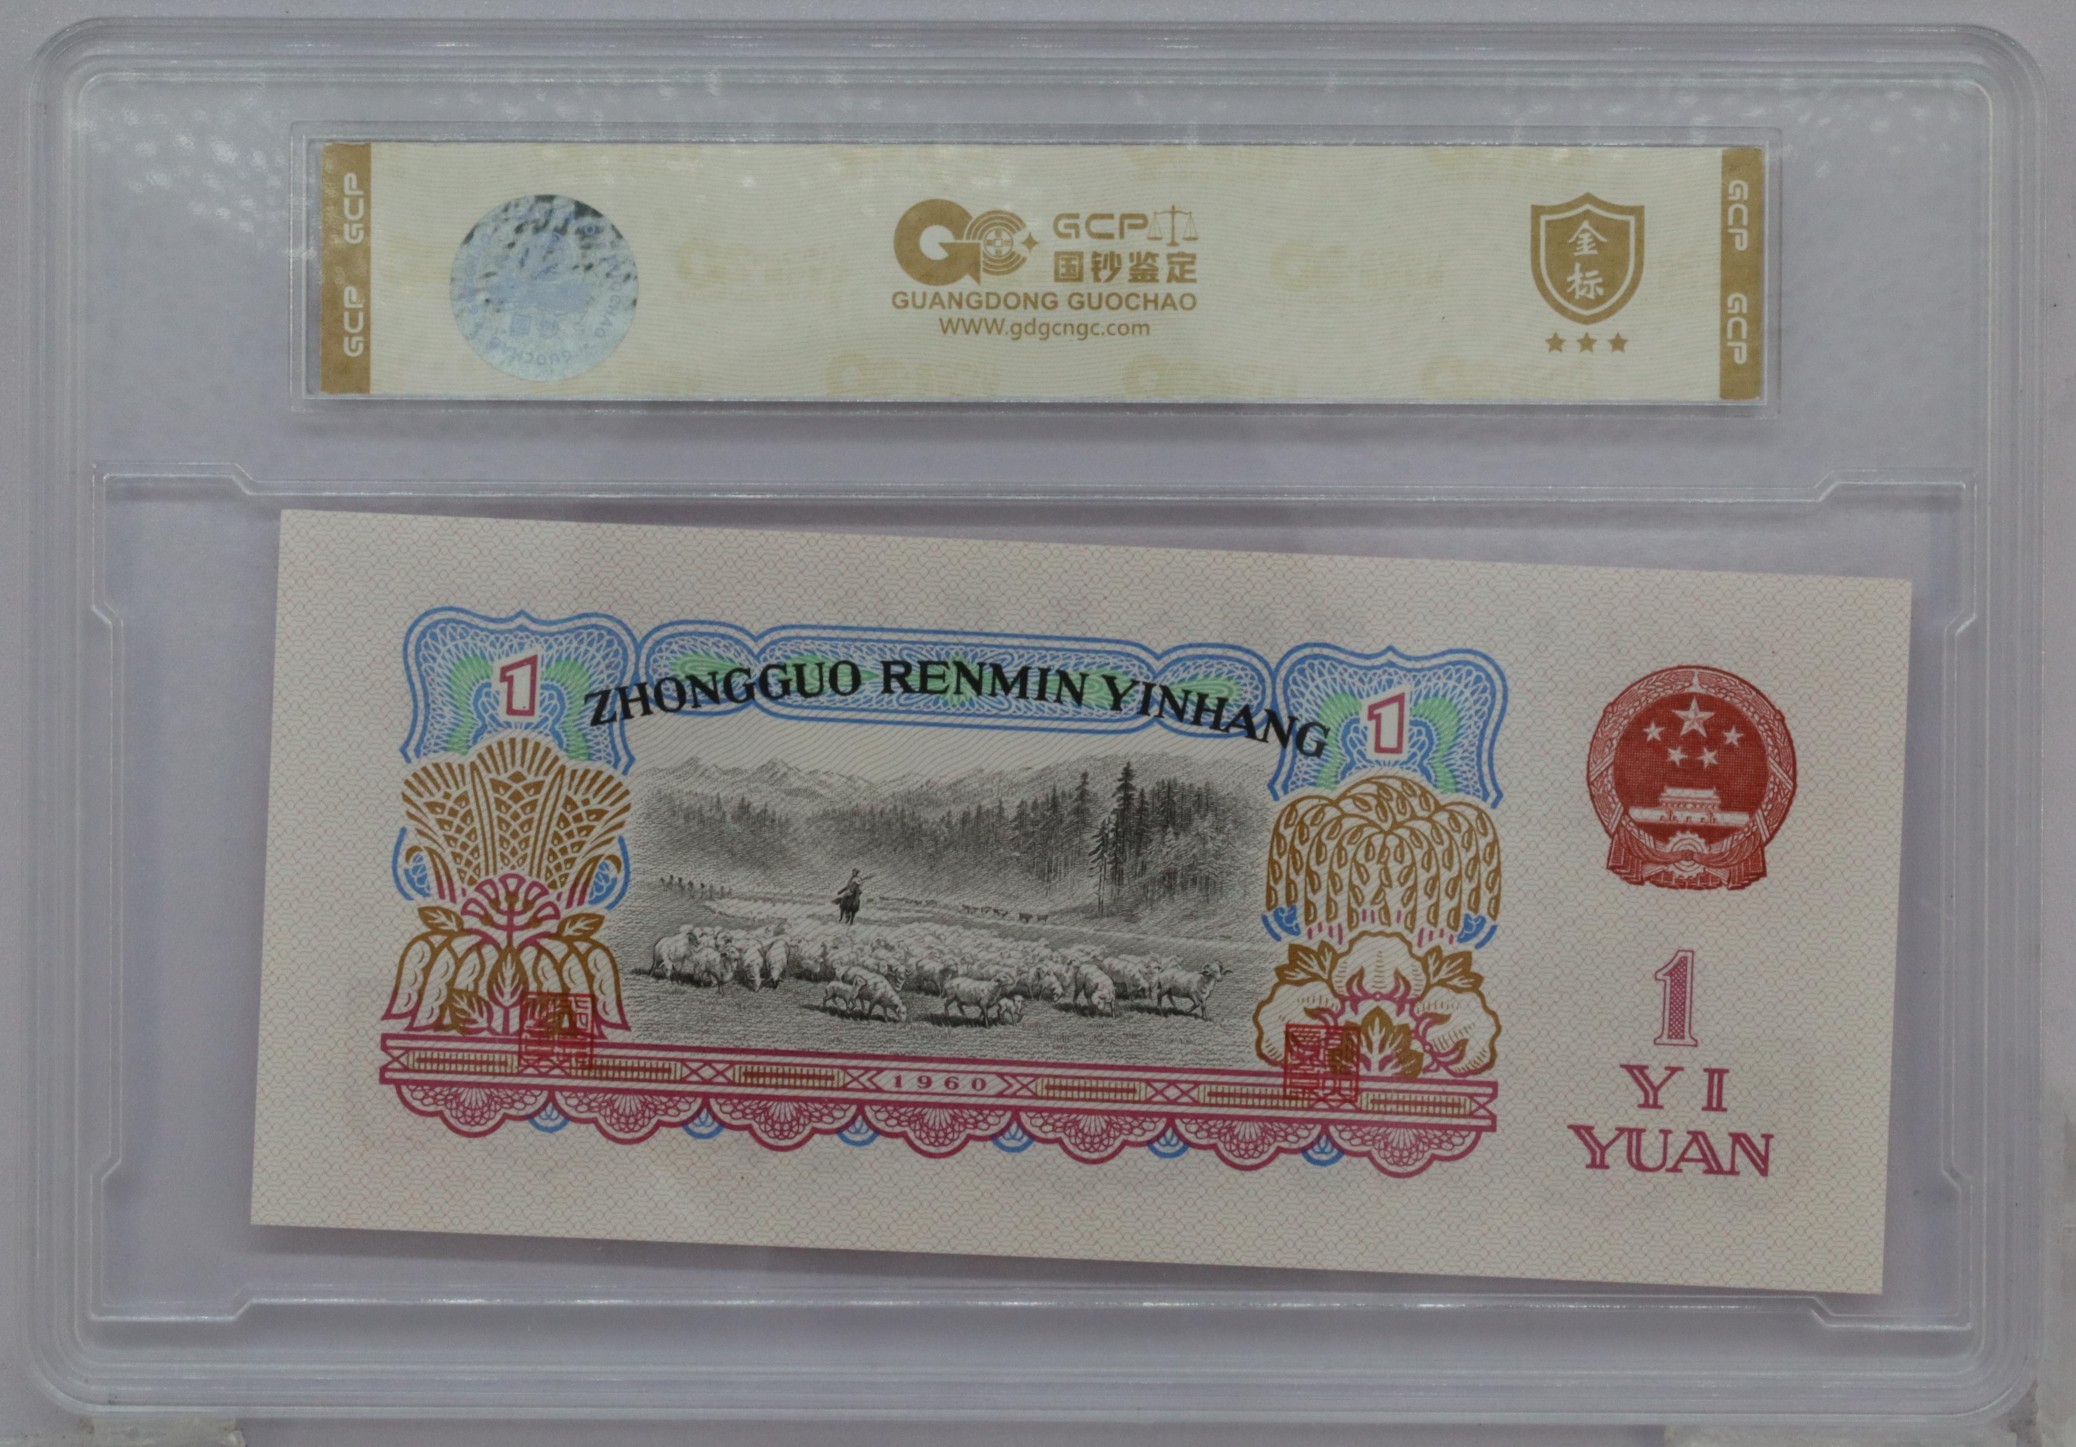 GCP GCP
GCP
国钞鉴定
GUANGDONG GUOCHAO
WWW.gdgcngc.com
金
标
GCP GCP
1
ZHONGGUO RENMIN YINHANG
1
1960
1
YI
YUAN